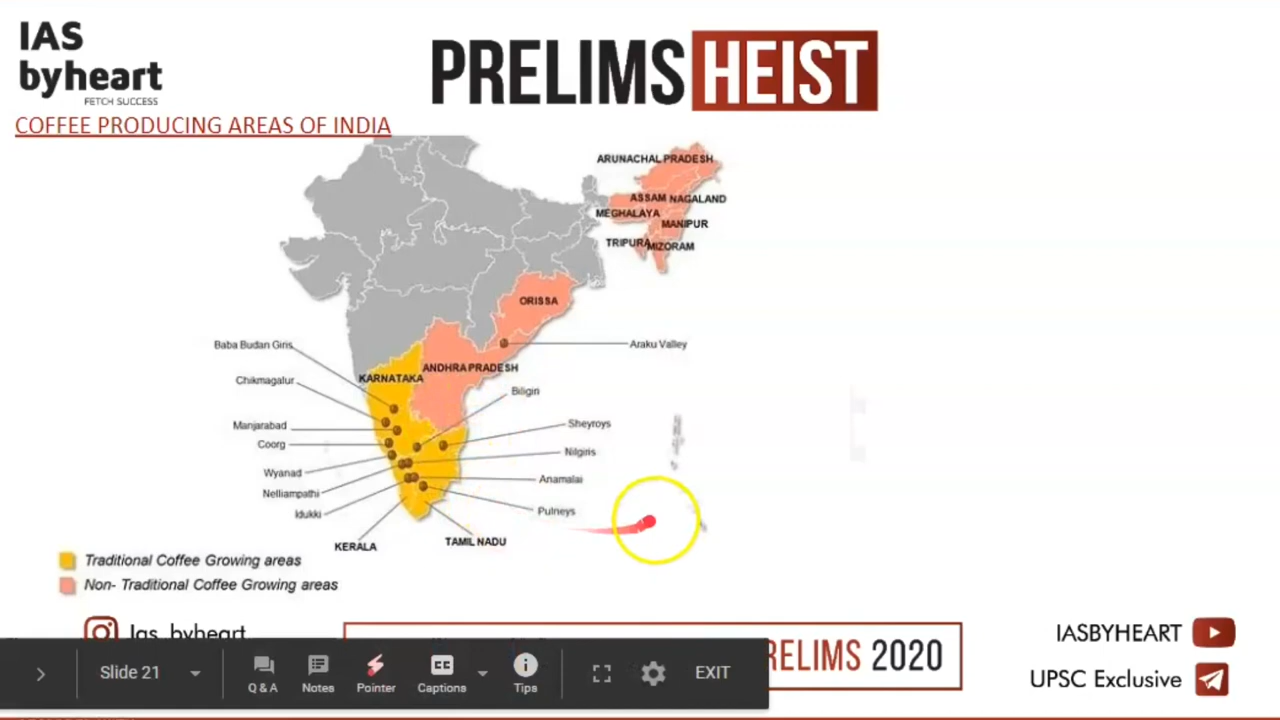 IAS
byheart
FETCH SUCCESS
PRELIMS HEIST
COFFEE PRODUCING AREAS OF INDIA
ARUNACHAL PRADESH
ASSAM NAGALAND
MEGHALAYA
MANIPUR
TRIPURA
MIZORAM
ORISSA
Baba Budan Giris
Araku Valley
ANDHRA PRADESH
KARNATAKA
Chikmagalur
Biligiri
Manjarabad
Sheyroys
Coorg
Nilgiris
Wyanad
Anamalai
Nelliampathi
Idukki
Pulneys
KERALA
TAMIL NADU
Traditional Coffee Growing areas
Non- Traditional Coffee Growing areas
Ias_byheart
PRELIMS 2020
IASBYHEART
UPSC Exclusive
Slide 21
Q & A
Notes
Pointer
CC
Captions
Tips
EXIT